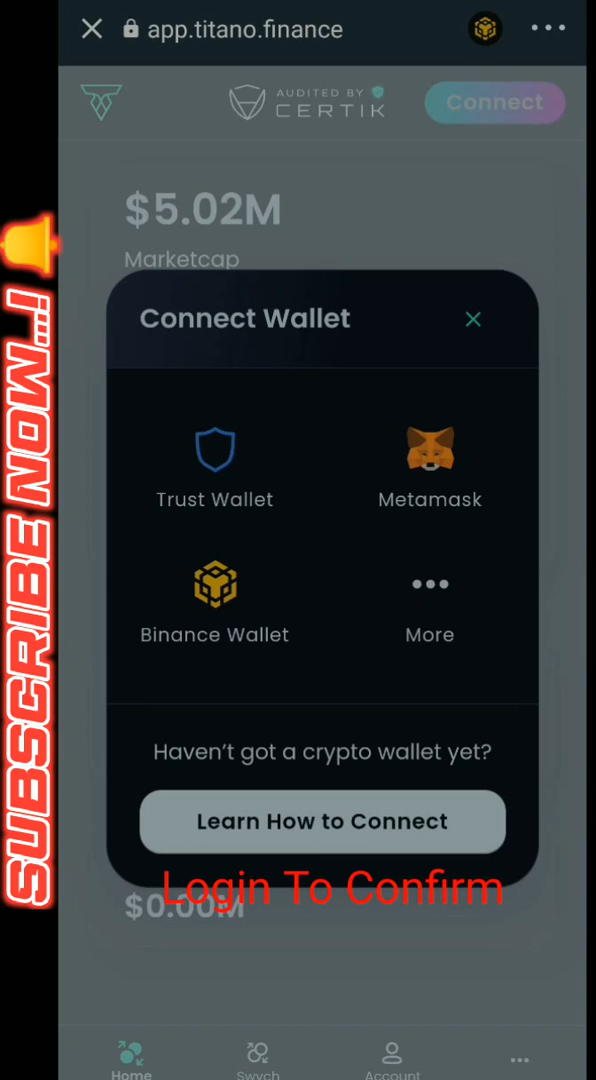 app.titano.finance
AUDITED BY
CERTIK
Connect
$5.02M
Marketcap
Connect Wallet
Trust Wallet
Metamask
Binance Wallet
More
Haven't got a crypto wallet yet?
Learn How to Connect
Login To Confirm
$0.00M
Home
Swych
Account
SUBSCRIBE NOW...!